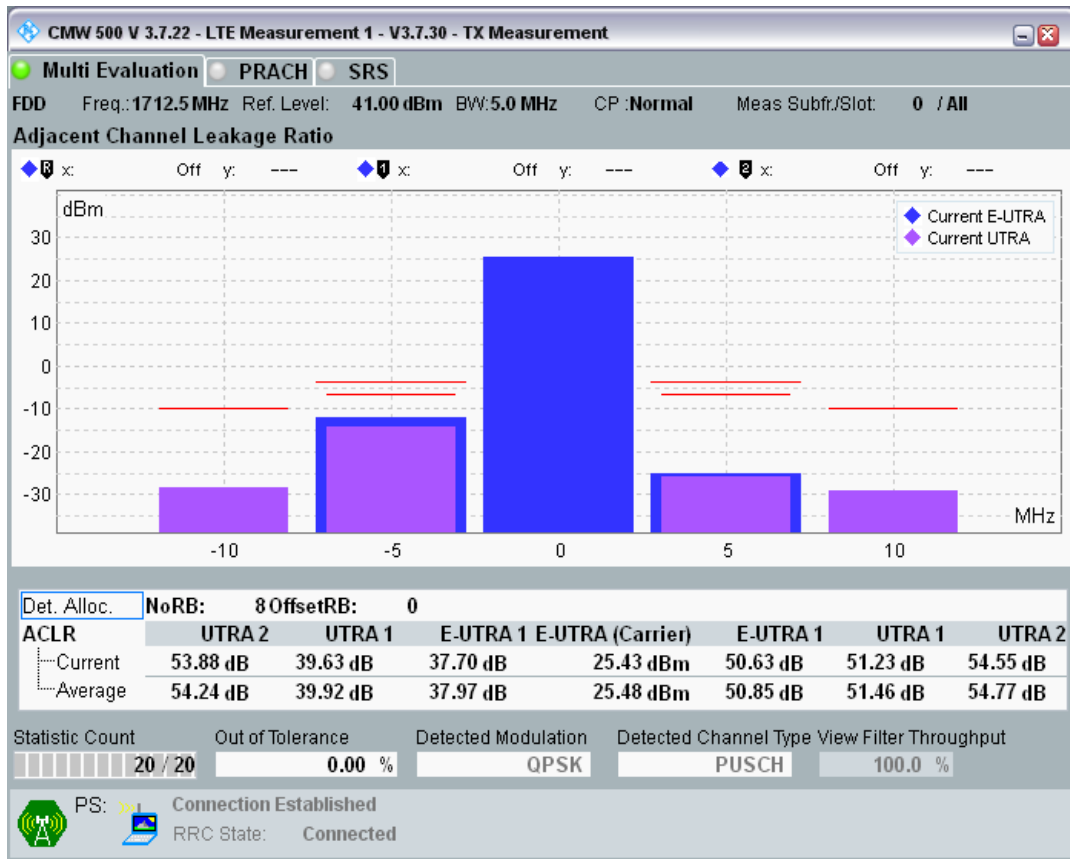 CMW 500 V 3.7.22 - LTE Measurement 1 - V3.7.30 - TX Measurement
Multi Evaluation PRACH SRS
FDD Freq.: 1712.5 MHz Ref. Level: 41.00 dBm BW: 5.0 MHz CP : Normal Meas Subfr./Slot: 0 / All
Adjacent Channel Leakage Ratio
R x: Off y: --- 1 x: Off y: --- 2 x: Off y: ---
dBm
Current E-UTRA
Current UTRA
30
20
10
0
-10
-20
-30
MHz
-10 -5 0 5 10
Det. Alloc. NoRB: 8 OffsetRB: 0
ACLR UTRA 2 UTRA 1 E-UTRA 1 E-UTRA (Carrier) E-UTRA 1 UTRA 1 UTRA 2
Current 53.88 dB 39.63 dB 37.70 dB 25.43 dBm 50.63 dB 51.23 dB 54.55 dB
Average 54.24 dB 39.92 dB 37.97 dB 25.48 dBm 50.85 dB 51.46 dB 54.77 dB
Statistic Count Out of Tolerance Detected Modulation Detected Channel Type View Filter Throughput
20 / 20 0.00 % QPSK PUSCH 100.0 %
PS: Connection Established
RRC State: Connected